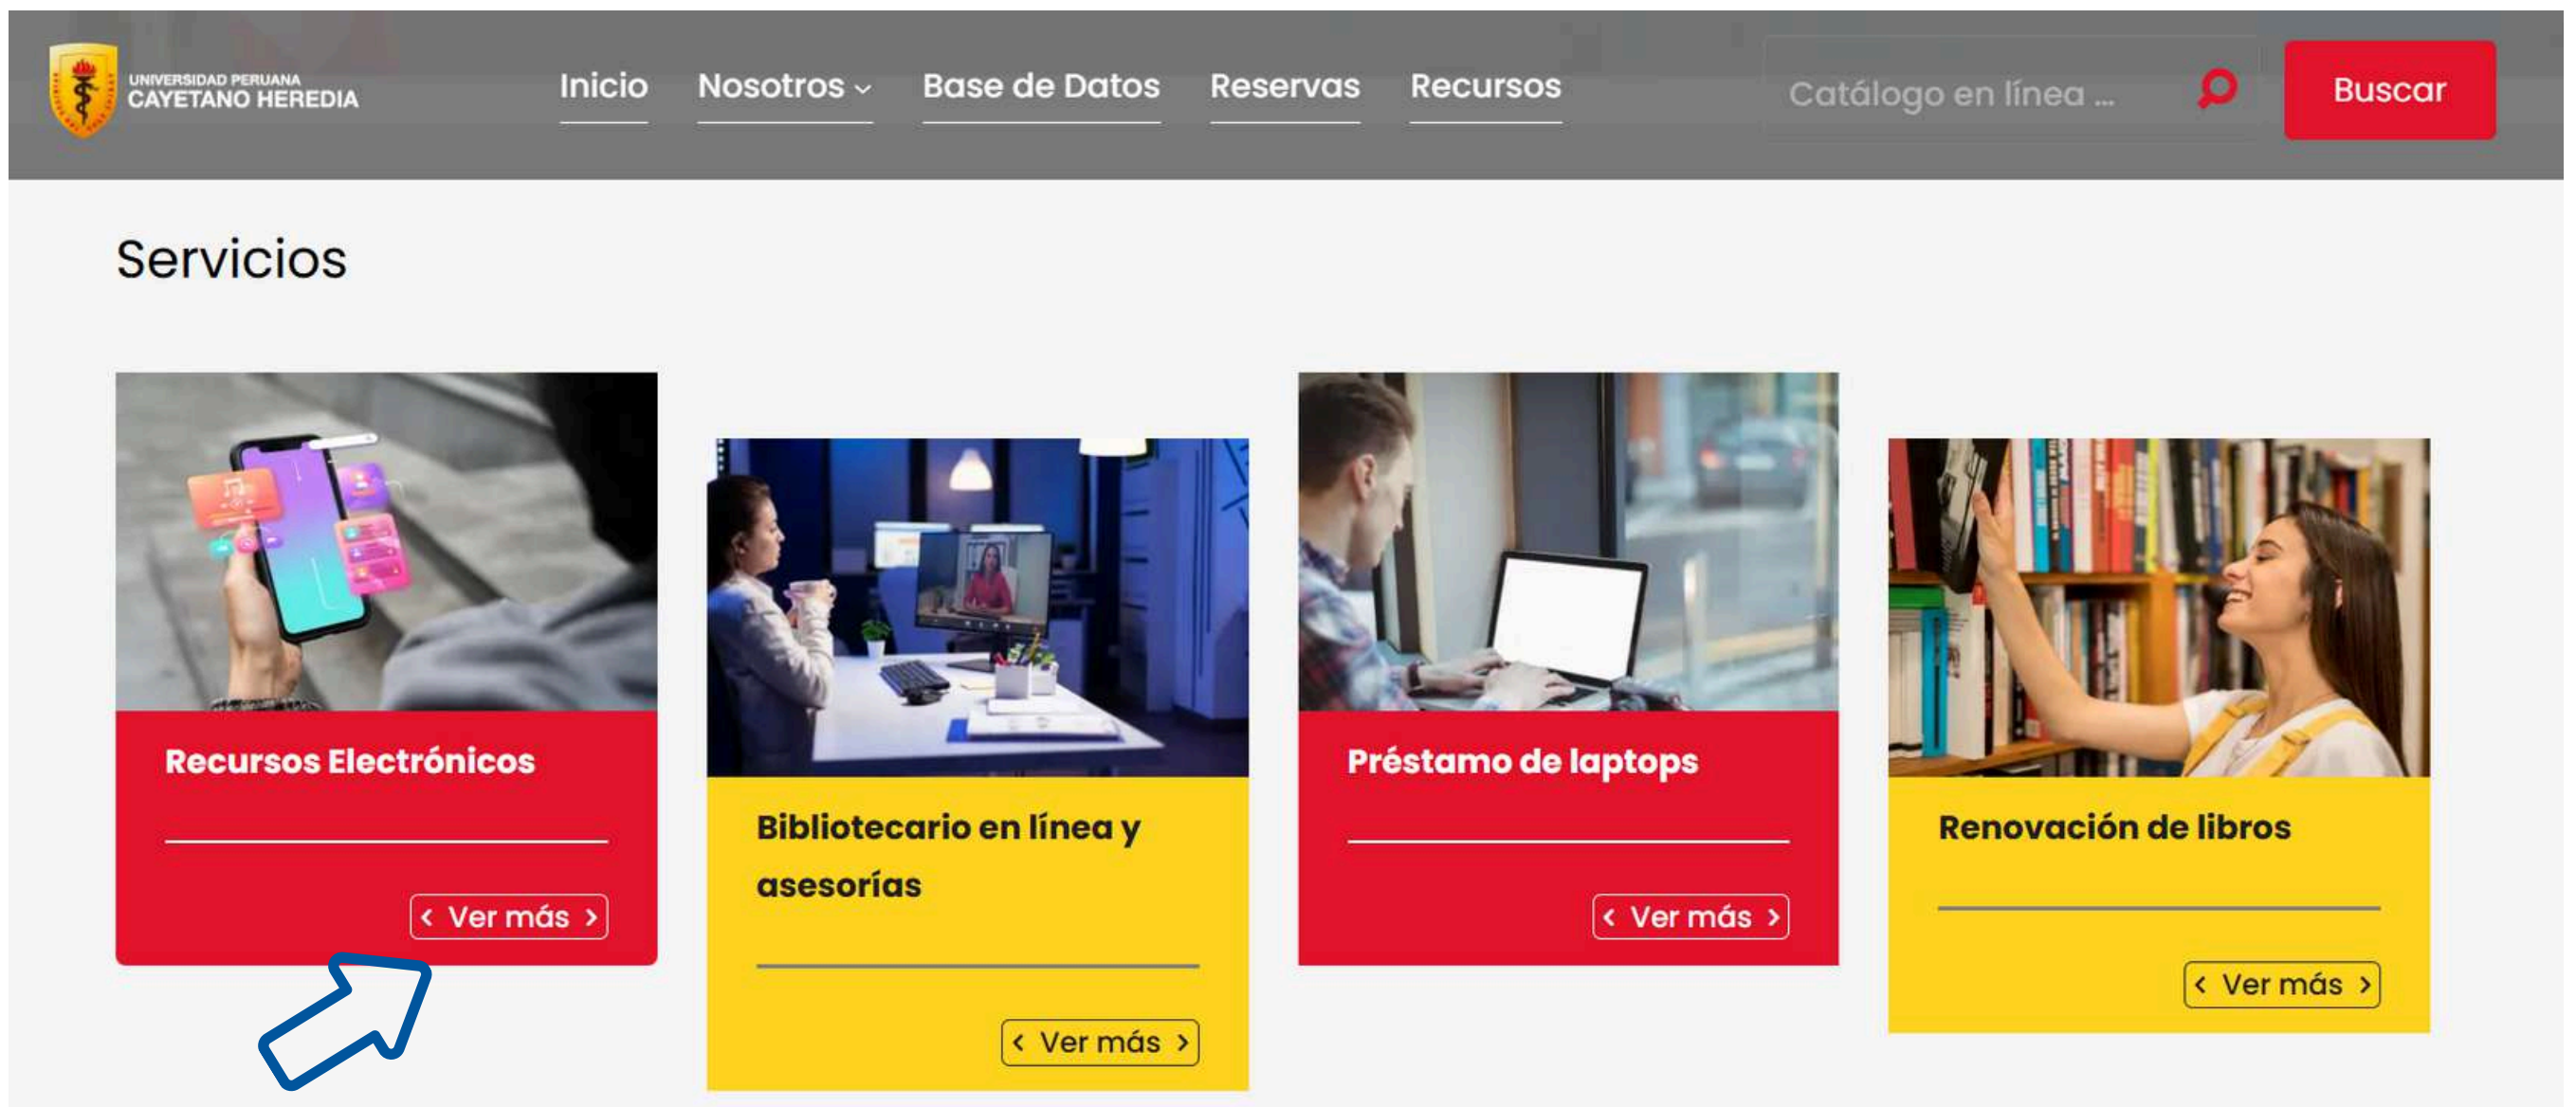 UNIVERSIDAD PERUANA
CAYETANO HEREDIA
Inicio
Nosotros
Base de Datos
Reservas
Recursos
Catálogo en línea ...
Buscar
Servicios
Recursos Electrónicos
Ver más
Bibliotecario en línea y
asesorías
Ver más
Préstamo de laptops
Ver más
Renovación de libros
Ver más